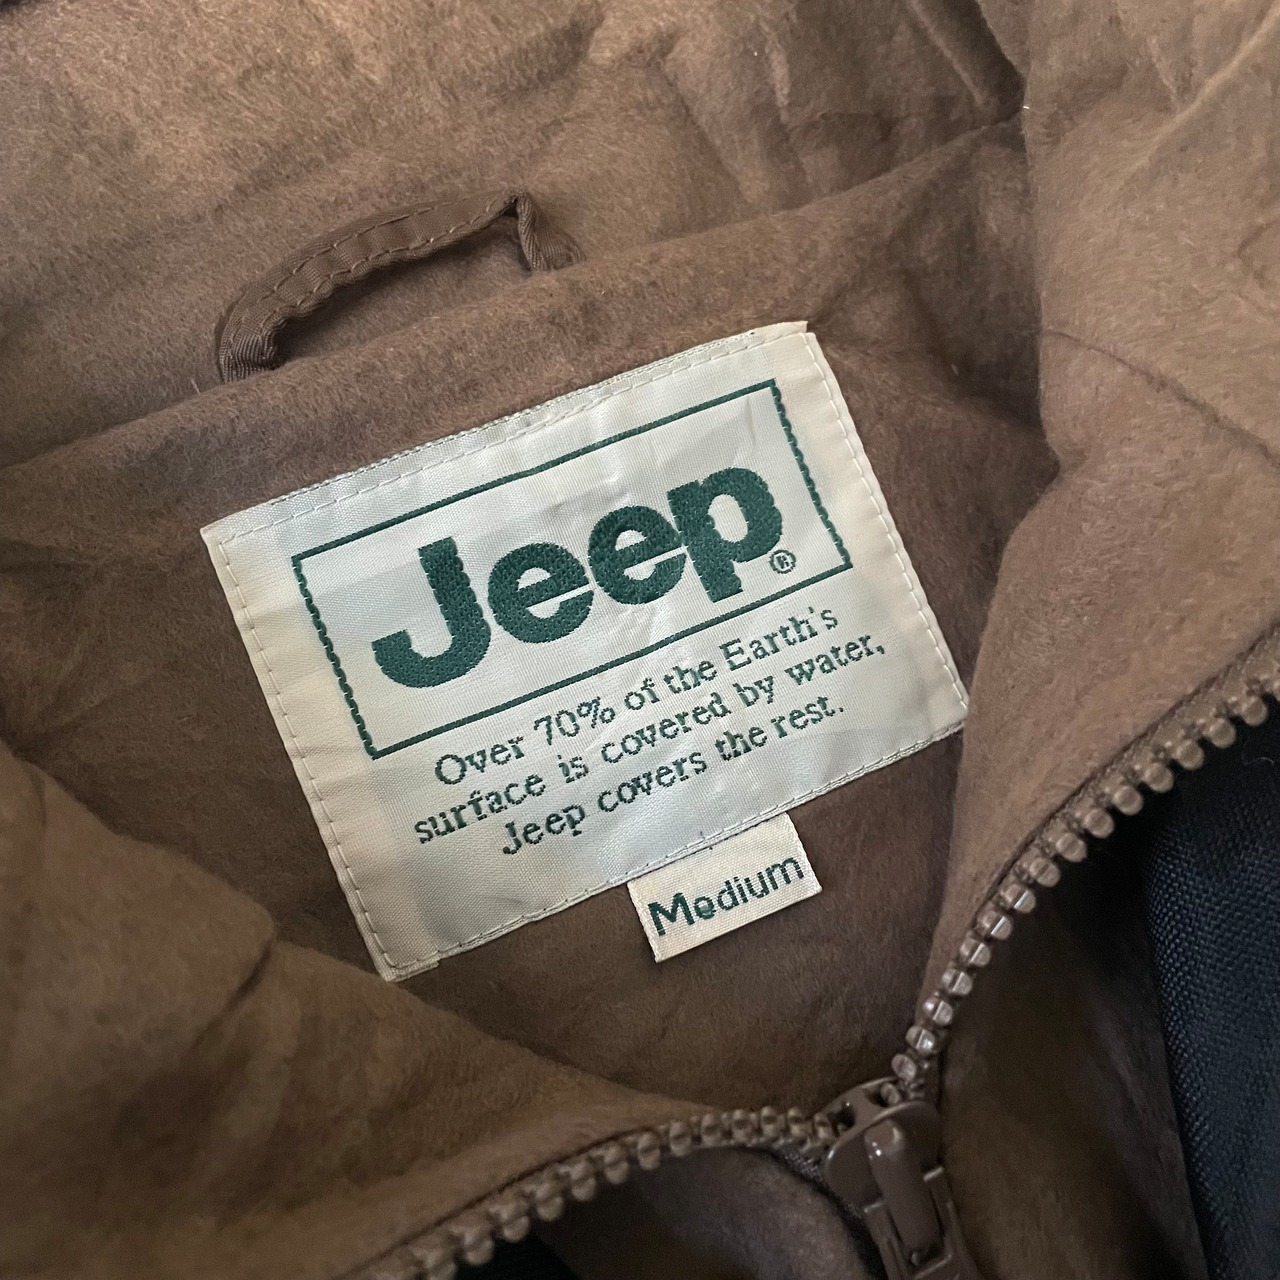 Jeep®
Over 70% of the Earth's
surface is covered by water,
Jeep covers the rest.
Medium